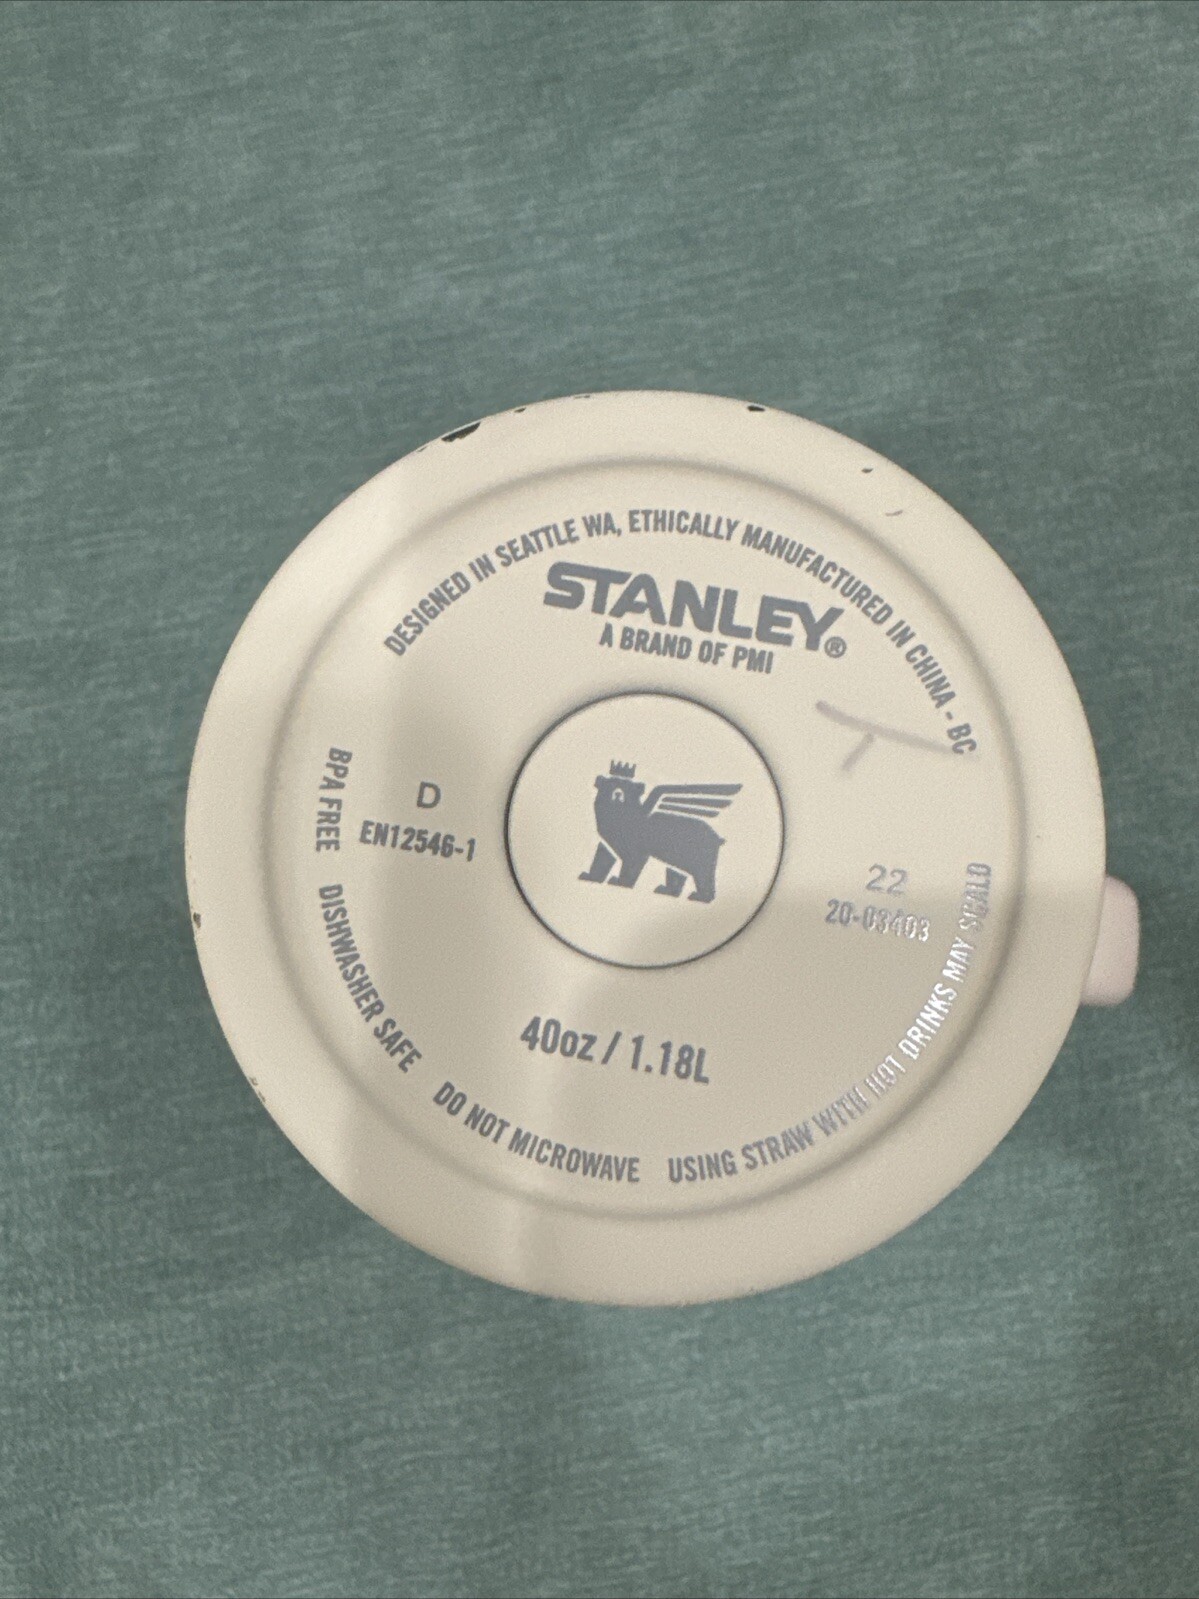 DESIGNED IN SEATTLE WA, ETHICALLY MANUFACTURED IN CHINA - BC
STANLEY®
A BRAND OF PMI
D
EN12546-1
22
20-03403
40oz / 1.18L
BPA FREE DISHWASHER SAFE DO NOT MICROWAVE USING STRAW WITH HOT DRINKS MAY SCALD